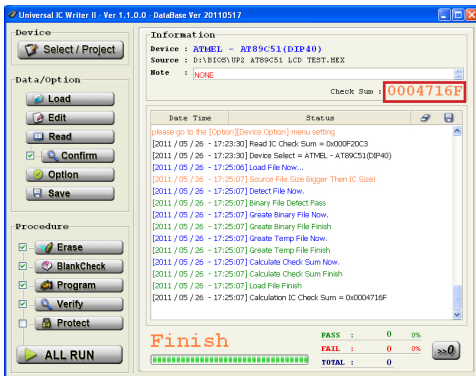 Universal IC Writer II - Ver 1.1.0.0 - DataBase Ver 20110517
Device
Select / Project
Data/Option
Load
Edit
Read
Confirm
Option
Save
Procedure
Erase
BlankCheck
Program
Verify
Protect
ALL RUN
Information
Device : ATMEL - AT89C51(DIP40)
Source : D:\BIOS\UP2 AT89C51 LCD TEST.HEX
Note : NONE
Check Sum : 0004716F
Date Time Status
please go to the [Option][Device Option] menu setting
[2011 / 05 / 26 - 17:23:30] Read IC Check Sum = 0x000F20C3
[2011 / 05 / 26 - 17:23:30] Device Select = ATMEL - AT89C51(DIP40)
[2011 / 05 / 26 - 17:25:06] Load File Now...
[2011 / 05 / 26 - 17:25:07] Source File Size Bigger Then IC Size!
[2011 / 05 / 26 - 17:25:07] Detect File Now.
[2011 / 05 / 26 - 17:25:07] Binary File Detect Pass
[2011 / 05 / 26 - 17:25:07] Greate Binary File Now.
[2011 / 05 / 26 - 17:25:07] Greate Binary File Finish
[2011 / 05 / 26 - 17:25:07] Greate Temp File Now.
[2011 / 05 / 26 - 17:25:07] Greate Temp File Finish
[2011 / 05 / 26 - 17:25:07] Calculate Check Sum Now.
[2011 / 05 / 26 - 17:25:07] Calculate Check Sum Finish
[2011 / 05 / 26 - 17:25:07] Load File Finish
[2011 / 05 / 26 - 17:25:07] Calculation IC Check Sum = 0x0004716F
Finish
PASS : 0 0%
FAIL : 0 0%
TOTAL : 0
>>0